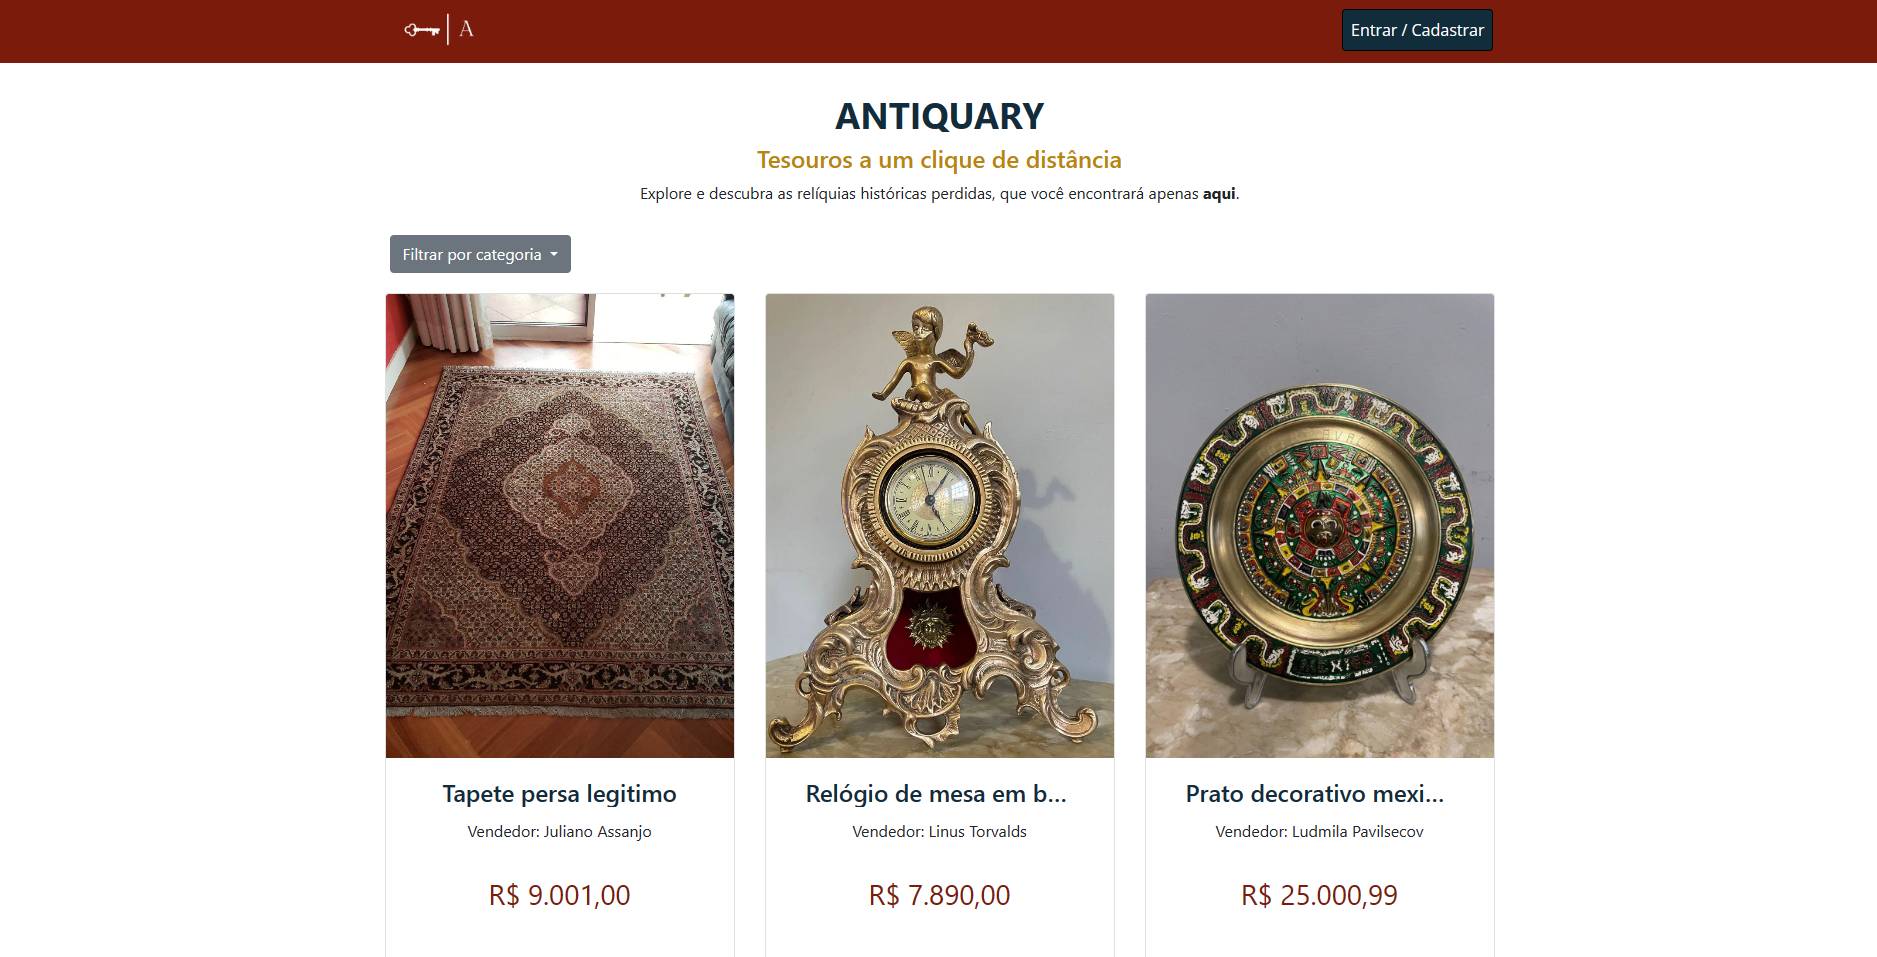 A
Entrar / Cadastrar
ANTIQUARY
Tesouros a um clique de distância
Explore e descubra as relíquias históricas perdidas, que você encontrará apenas aqui.
Filtrar por categoria
MEXICO
Tapete persa legitimo
Relógio de mesa em b...
Prato decorativo mexi...
Vendedor: Juliano Assanjo
Vendedor: Linus Torvalds
Vendedor: Ludmila Pavilsecov
R$ 9.001,00
R$ 7.890,00
R$ 25.000,99